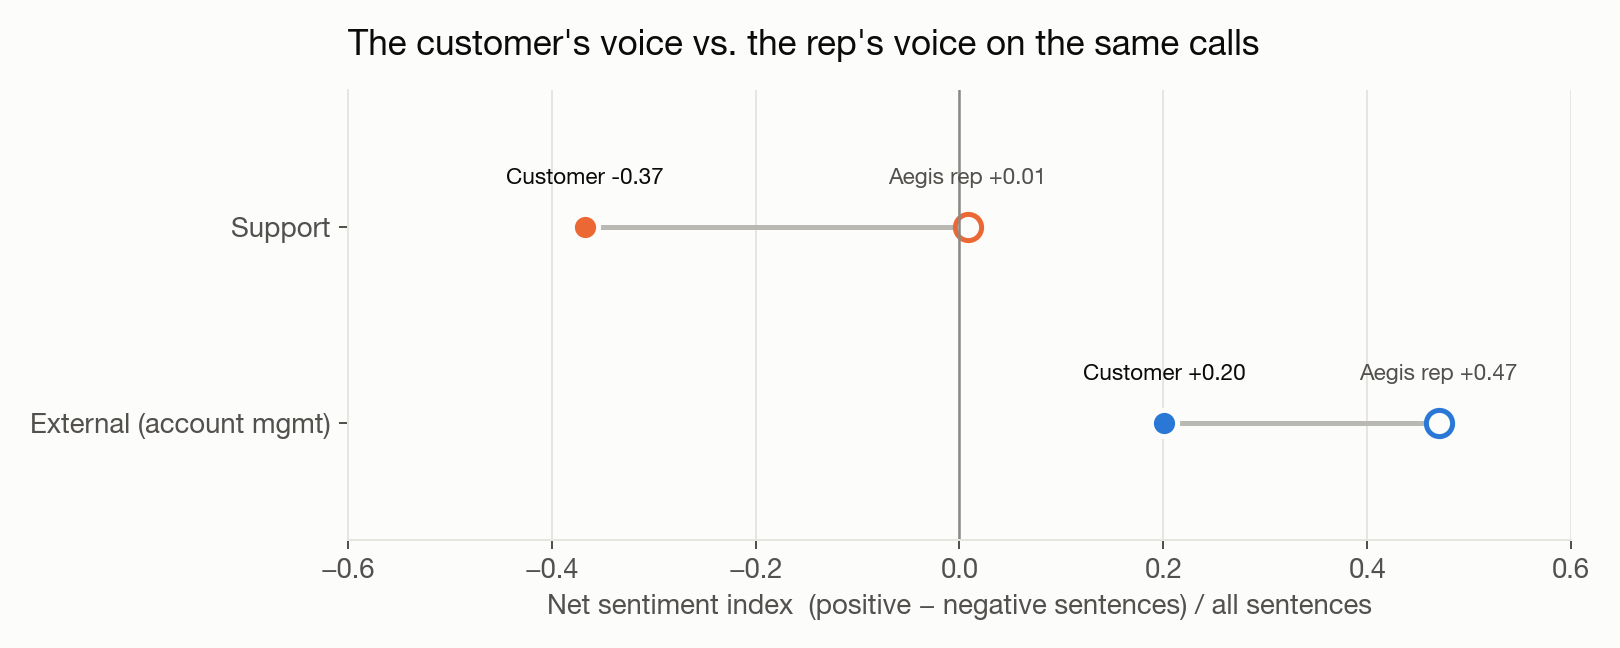 The customer's voice vs. the rep's voice on the same calls
Customer -0.37 Aegis rep +0.01
Support
Customer +0.20 Aegis rep +0.47
External (account mgmt)
−0.6 −0.4 −0.2 0.0 0.2 0.4 0.6
Net sentiment index (positive − negative sentences) / all sentences